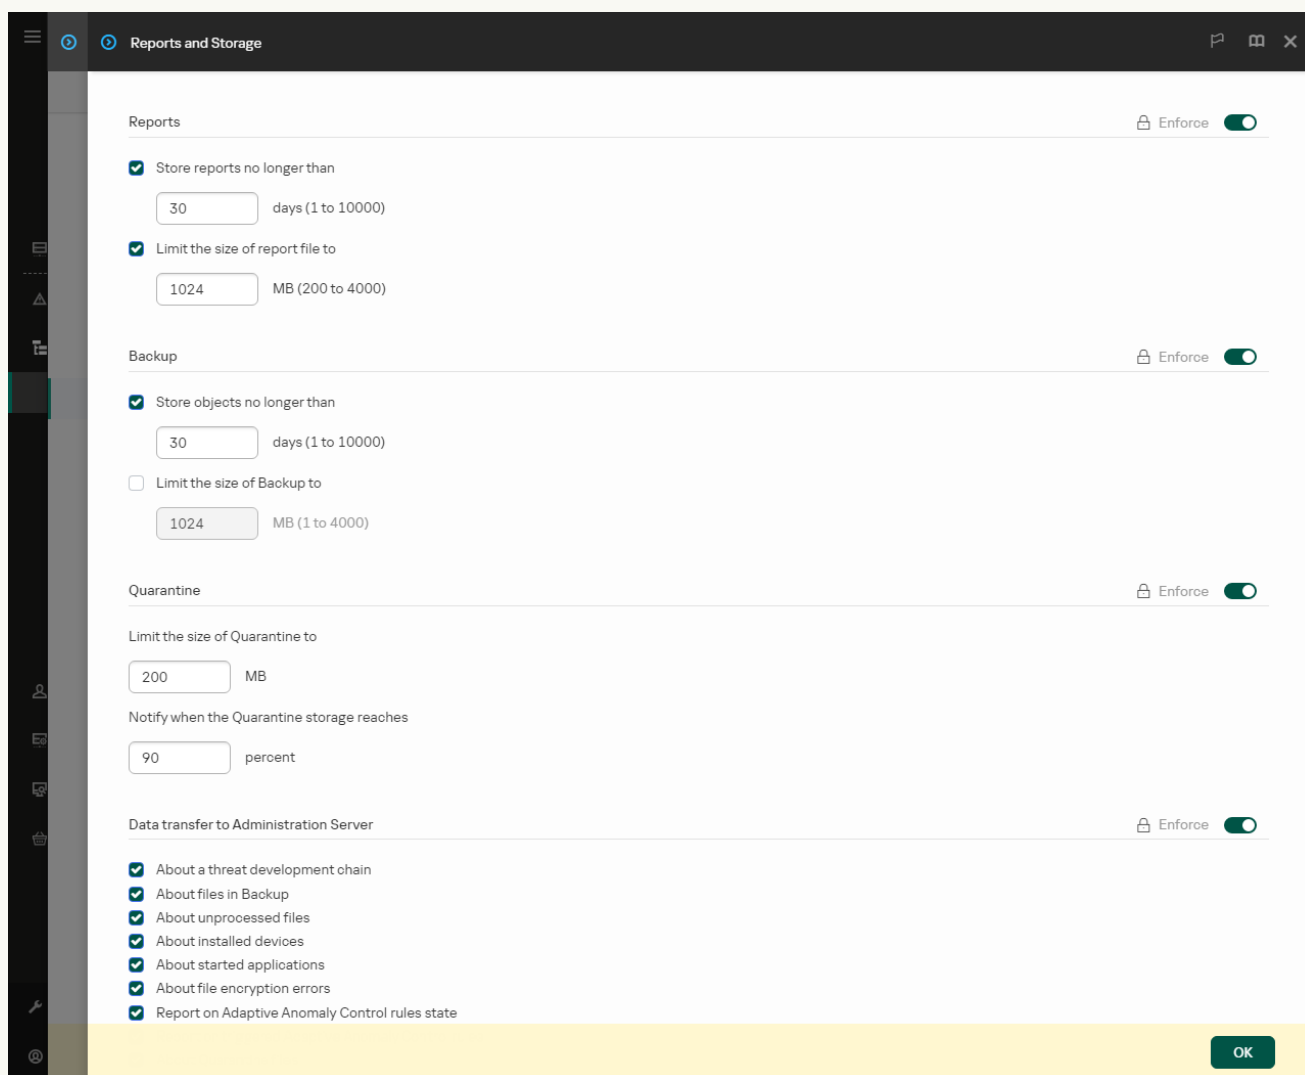 Reports and Storage
Reports
Enforce
Store reports no longer than
30 days (1 to 10000)
Limit the size of report file to
1024 MB (200 to 4000)
Backup
Enforce
Store objects no longer than
30 days (1 to 10000)
Limit the size of Backup to
1024 MB (1 to 4000)
Quarantine
Enforce
Limit the size of Quarantine to
200 MB
Notify when the Quarantine storage reaches
90 percent
Data transfer to Administration Server
Enforce
About a threat development chain
About files in Backup
About unprocessed files
About installed devices
About started applications
About file encryption errors
Report on Adaptive Anomaly Control rules state
OK